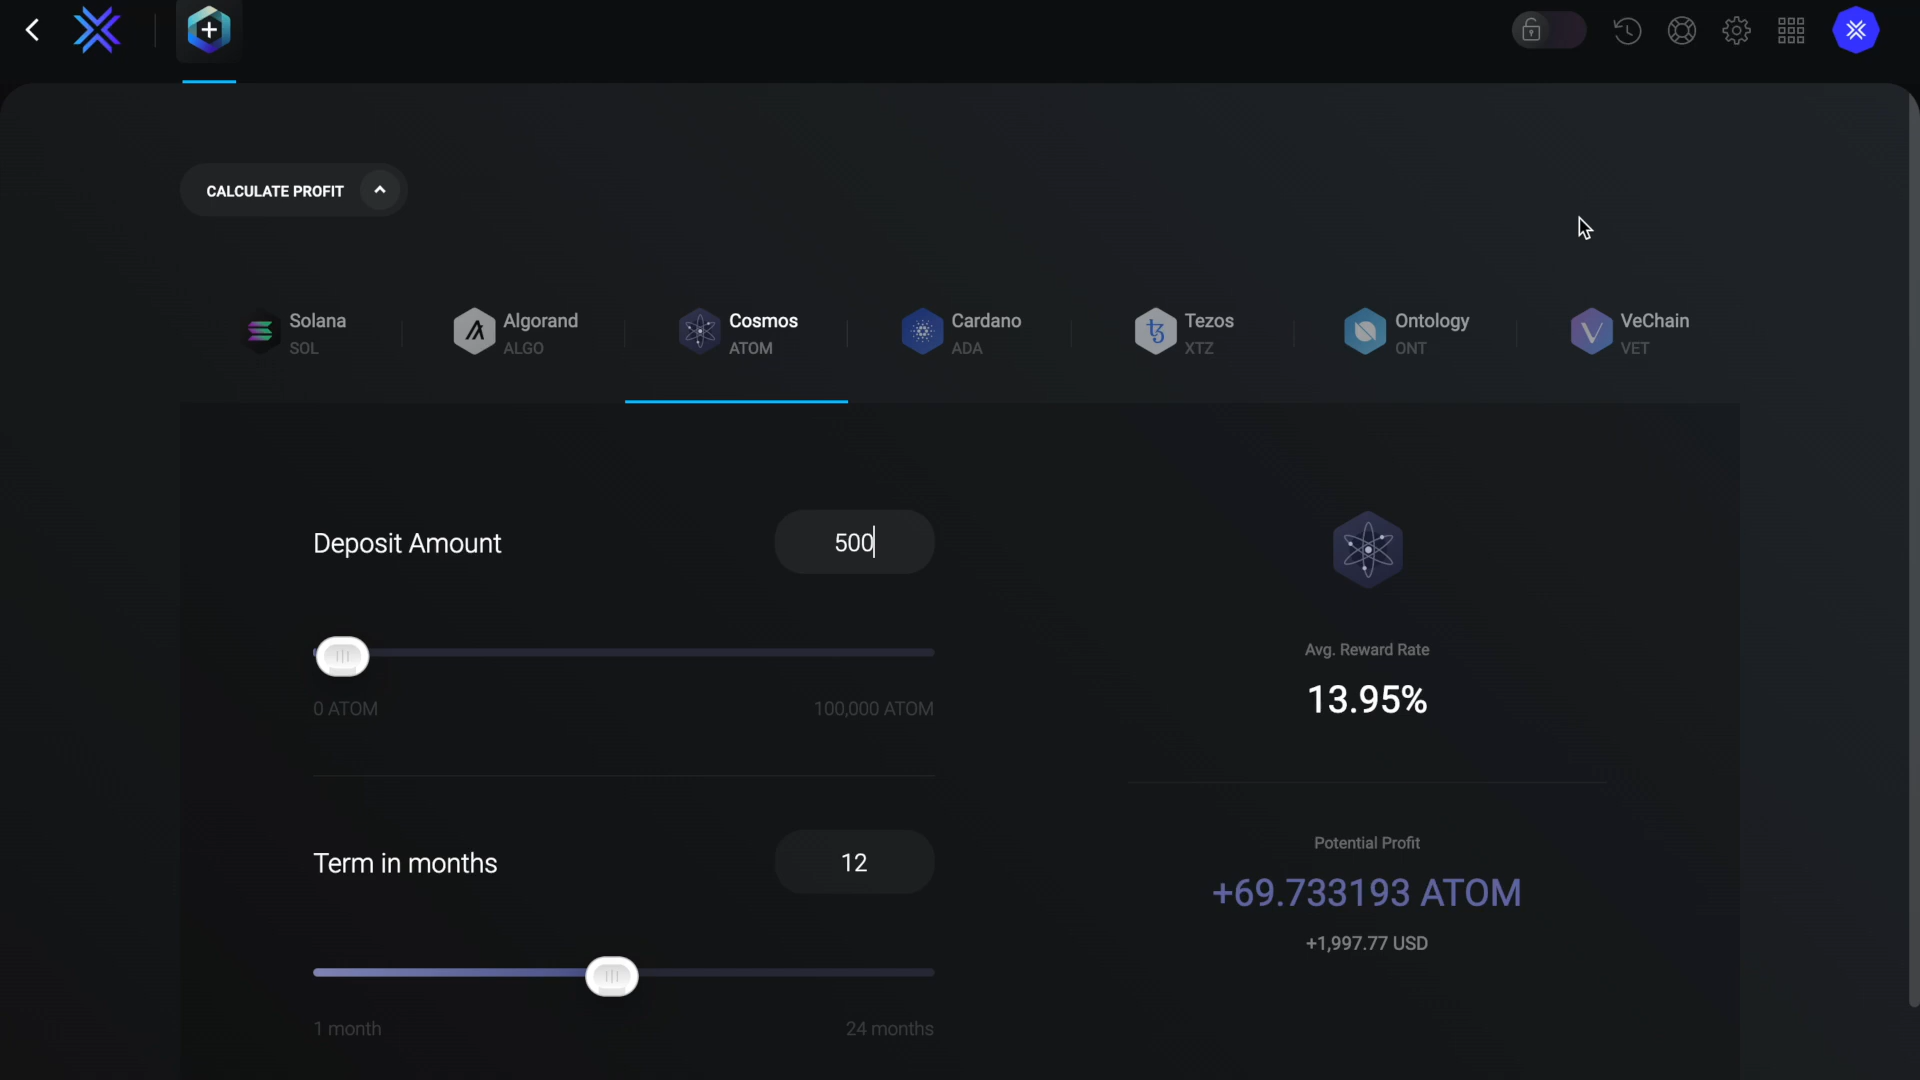 CALCULATE PROFIT
Solana
SOL
Algorand
ALGO
Cosmos
ATOM
Cardano
ADA
Tezos
XTZ
Ontology
ONT
VeChain
VET
Deposit Amount
500
0 ATOM
100,000 ATOM
Term in months
12
1 month
24 months
Avg. Reward Rate
13.95%
Potential Profit
+69.733193 ATOM
+1,997.77 USD